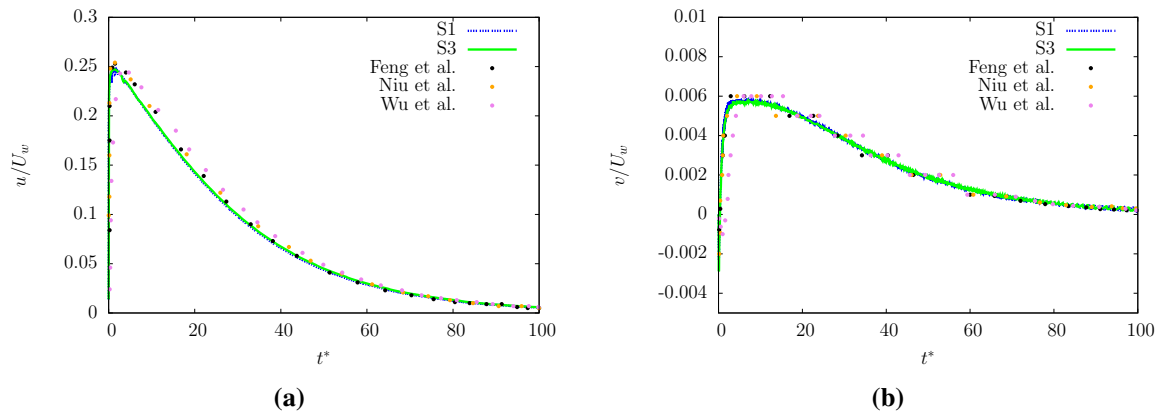 0.3
0.25
0.2
0.15
0.1
0.05
0
0 20 40 60 80 100
u/U_w
t*
S1
S3
Feng et al.
Niu et al.
Wu et al.
(a)
0.01
0.008
0.006
0.004
0.002
0
-0.002
-0.004
0 20 40 60 80 100
v/U_w
t*
S1
S3
Feng et al.
Niu et al.
Wu et al.
(b)